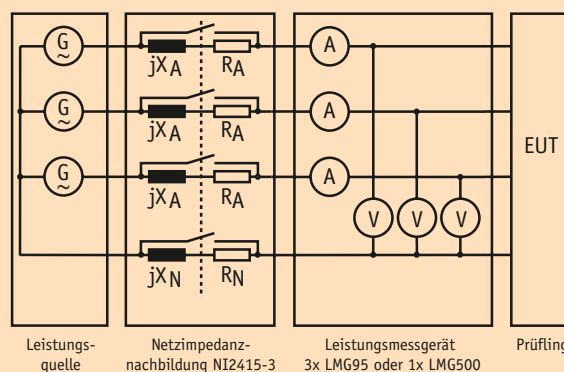 G
~
jXA
RA
A
G
~
jXA
RA
A
EUT
G
~
jXA
RA
A
V
V
V
jXN
RN
Leistungs-
quelle
Netzimpedanz-
nachbildung NI2415-3
Leistungsmessgerät
3x LMG95 oder 1x LMG500
Prüfling